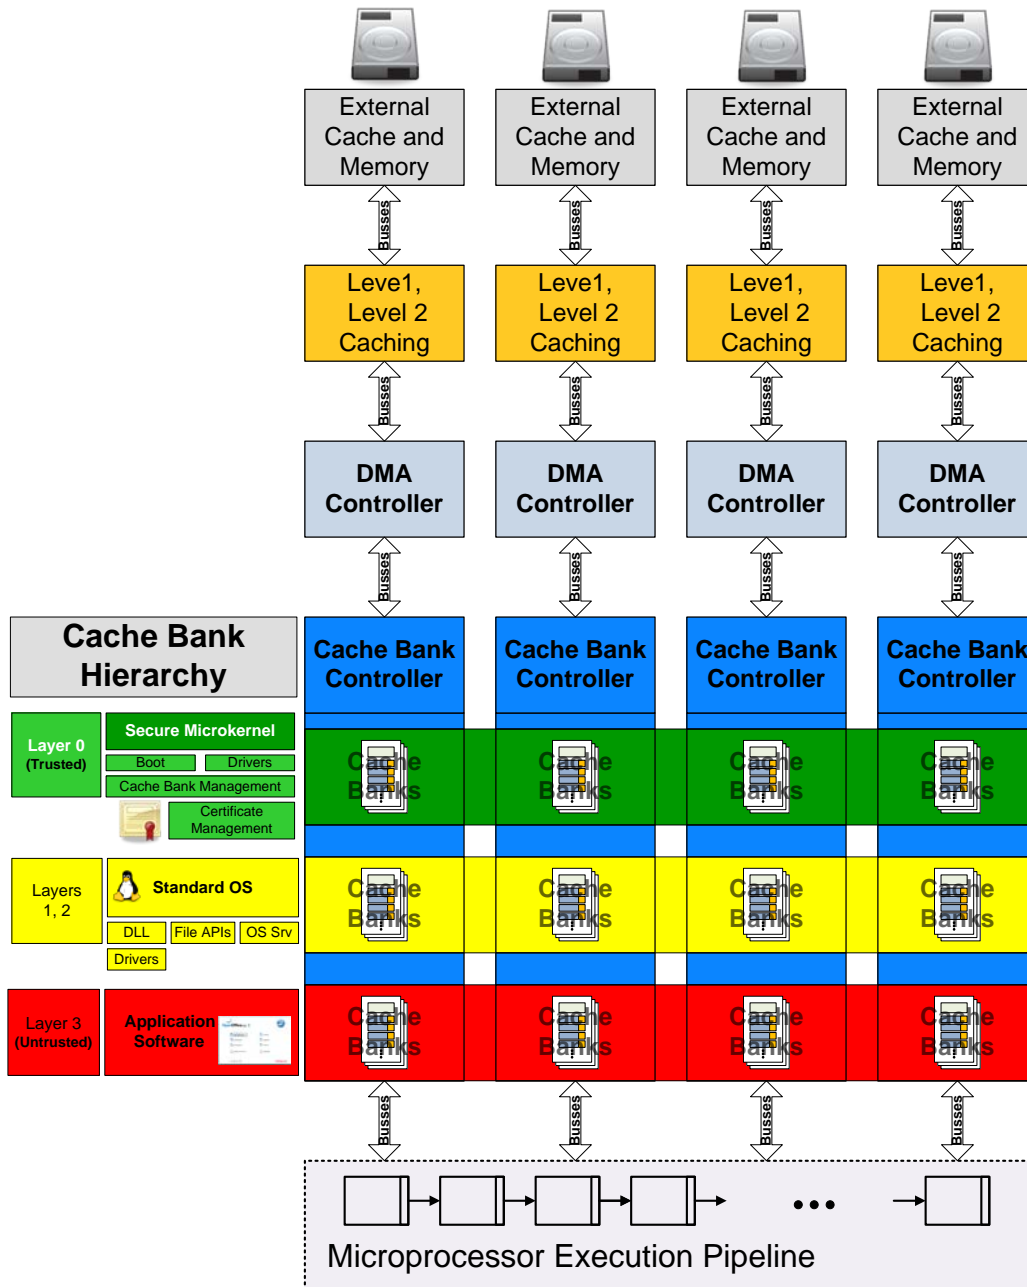 External
Cache and
Memory
External
Cache and
Memory
External
Cache and
Memory
External
Cache and
Memory
Busses
Busses
Busses
Busses
Leve1,
Level 2
Caching
Leve1,
Level 2
Caching
Leve1,
Level 2
Caching
Leve1,
Level 2
Caching
Busses
Busses
Busses
Busses
DMA
Controller
DMA
Controller
DMA
Controller
DMA
Controller
Busses
Busses
Busses
Busses
Cache Bank
Hierarchy
Cache Bank
Controller
Cache Bank
Controller
Cache Bank
Controller
Cache Bank
Controller
Layer 0
(Trusted)
Secure Microkernel
Boot
Drivers
Cache Bank Management
Certificate
Management
Cache
Banks
Cache
Banks
Cache
Banks
Cache
Banks
Layers
1, 2
Standard OS
DLL
File APIs
OS Srv
Drivers
Cache
Banks
Cache
Banks
Cache
Banks
Cache
Banks
Layer 3
(Untrusted)
Application
Software
Cache
Banks
Cache
Banks
Cache
Banks
Cache
Banks
Busses
Busses
Busses
Busses
Microprocessor Execution Pipeline